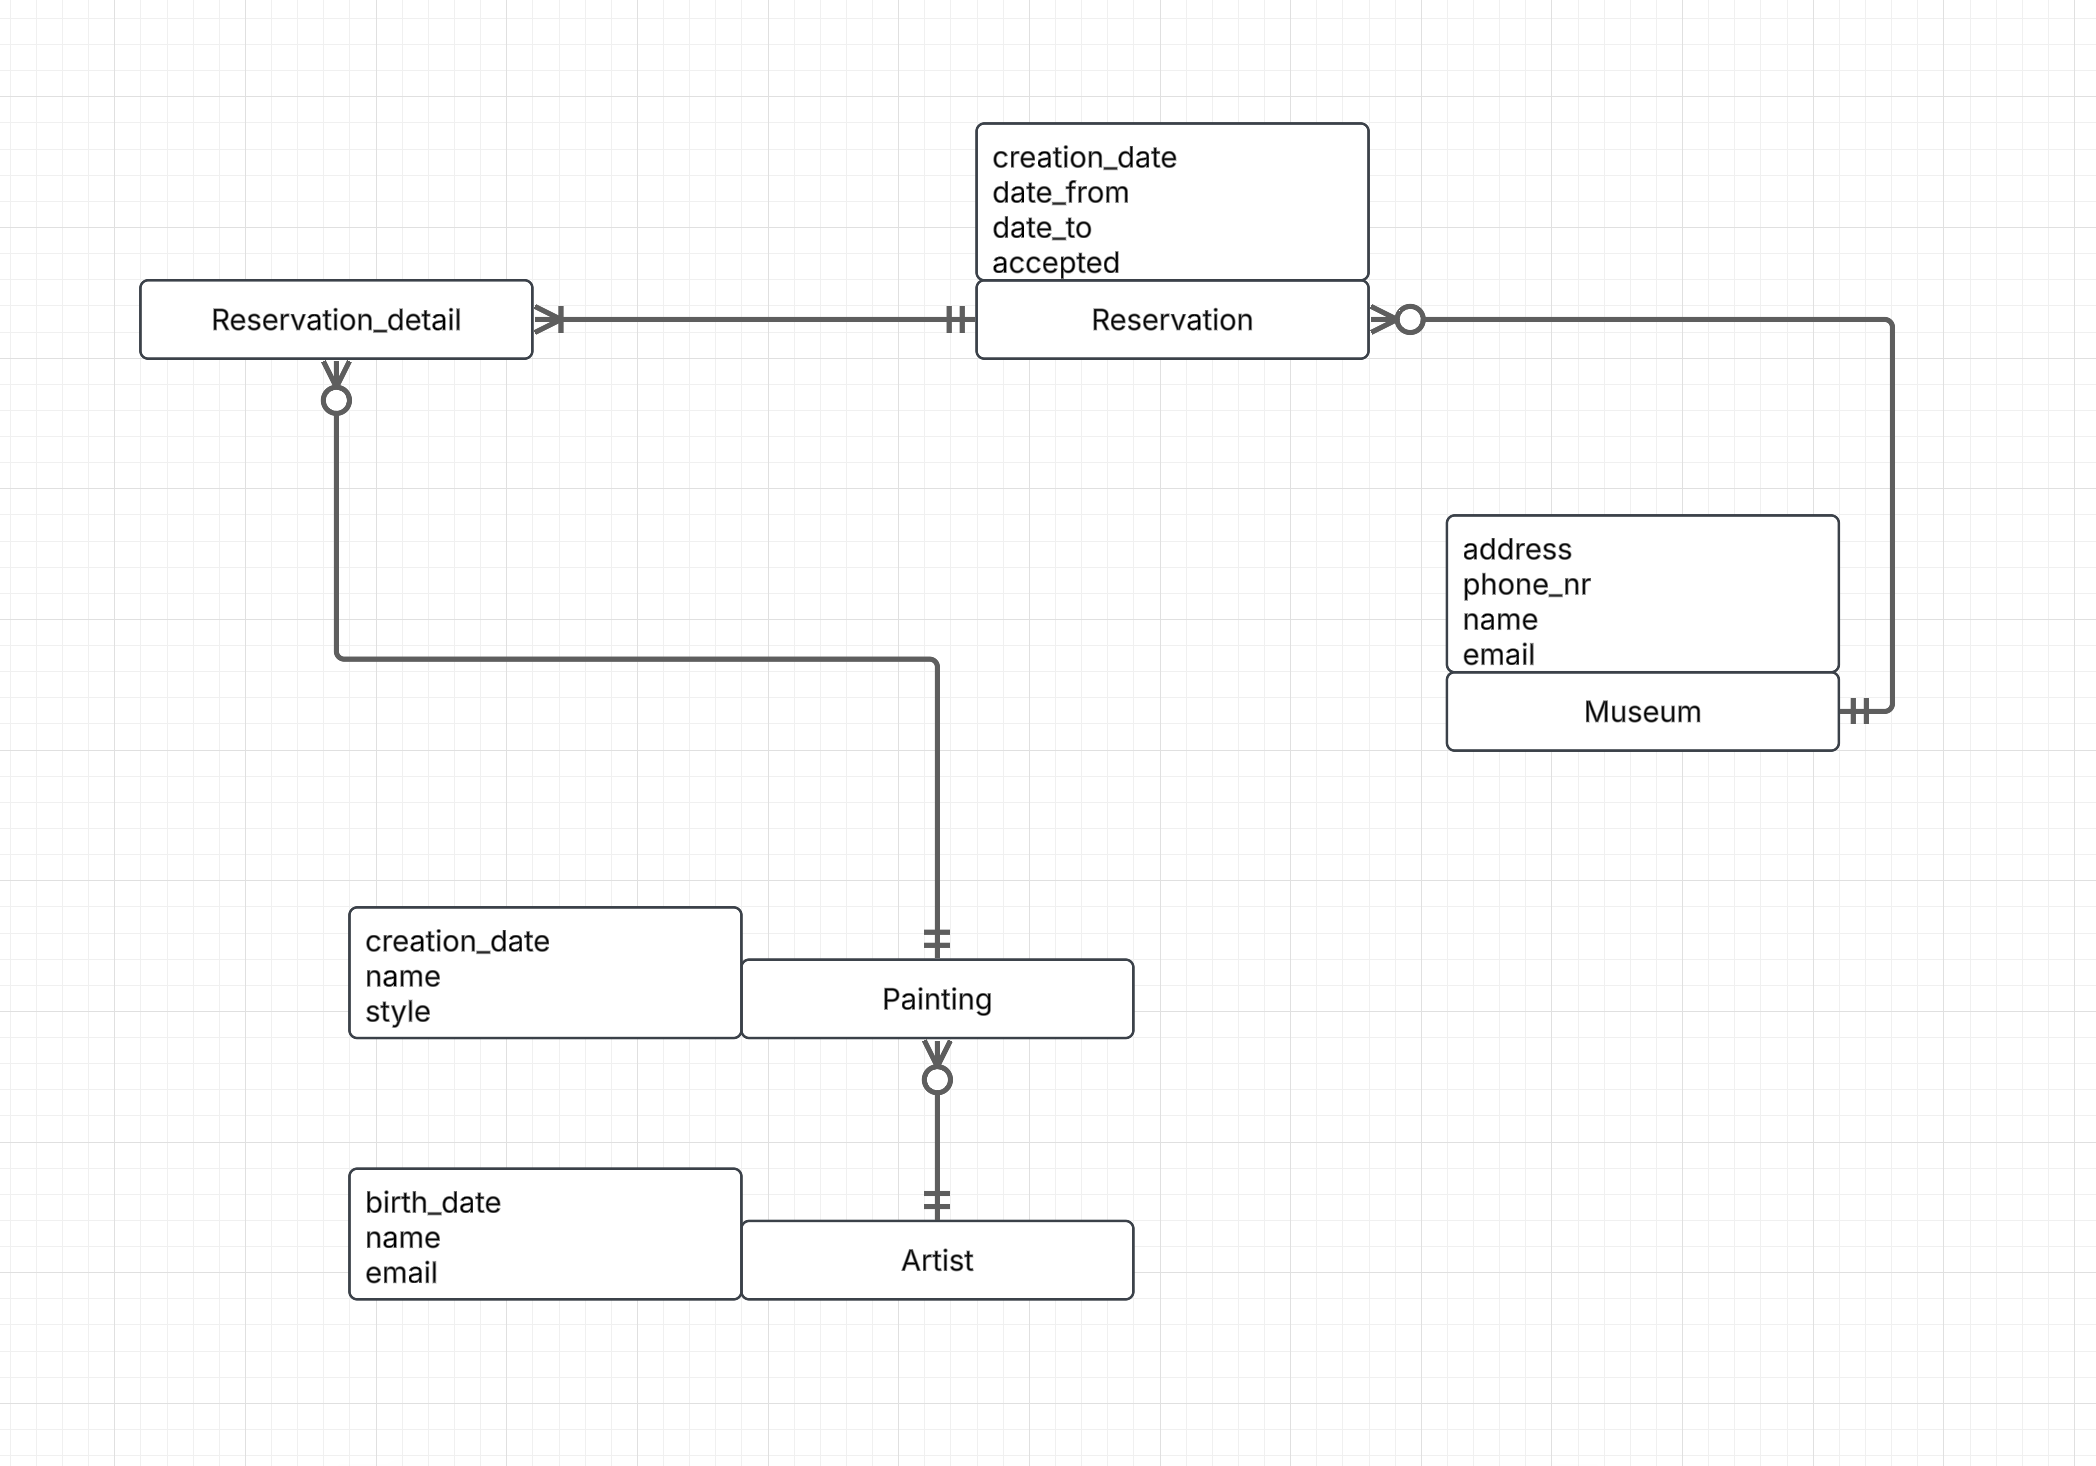 creation_date
date_from
date_to
accepted
Reservation_detail
Reservation
address
phone_nr
name
email
Museum
creation_date
name
style
Painting
birth_date
name
email
Artist